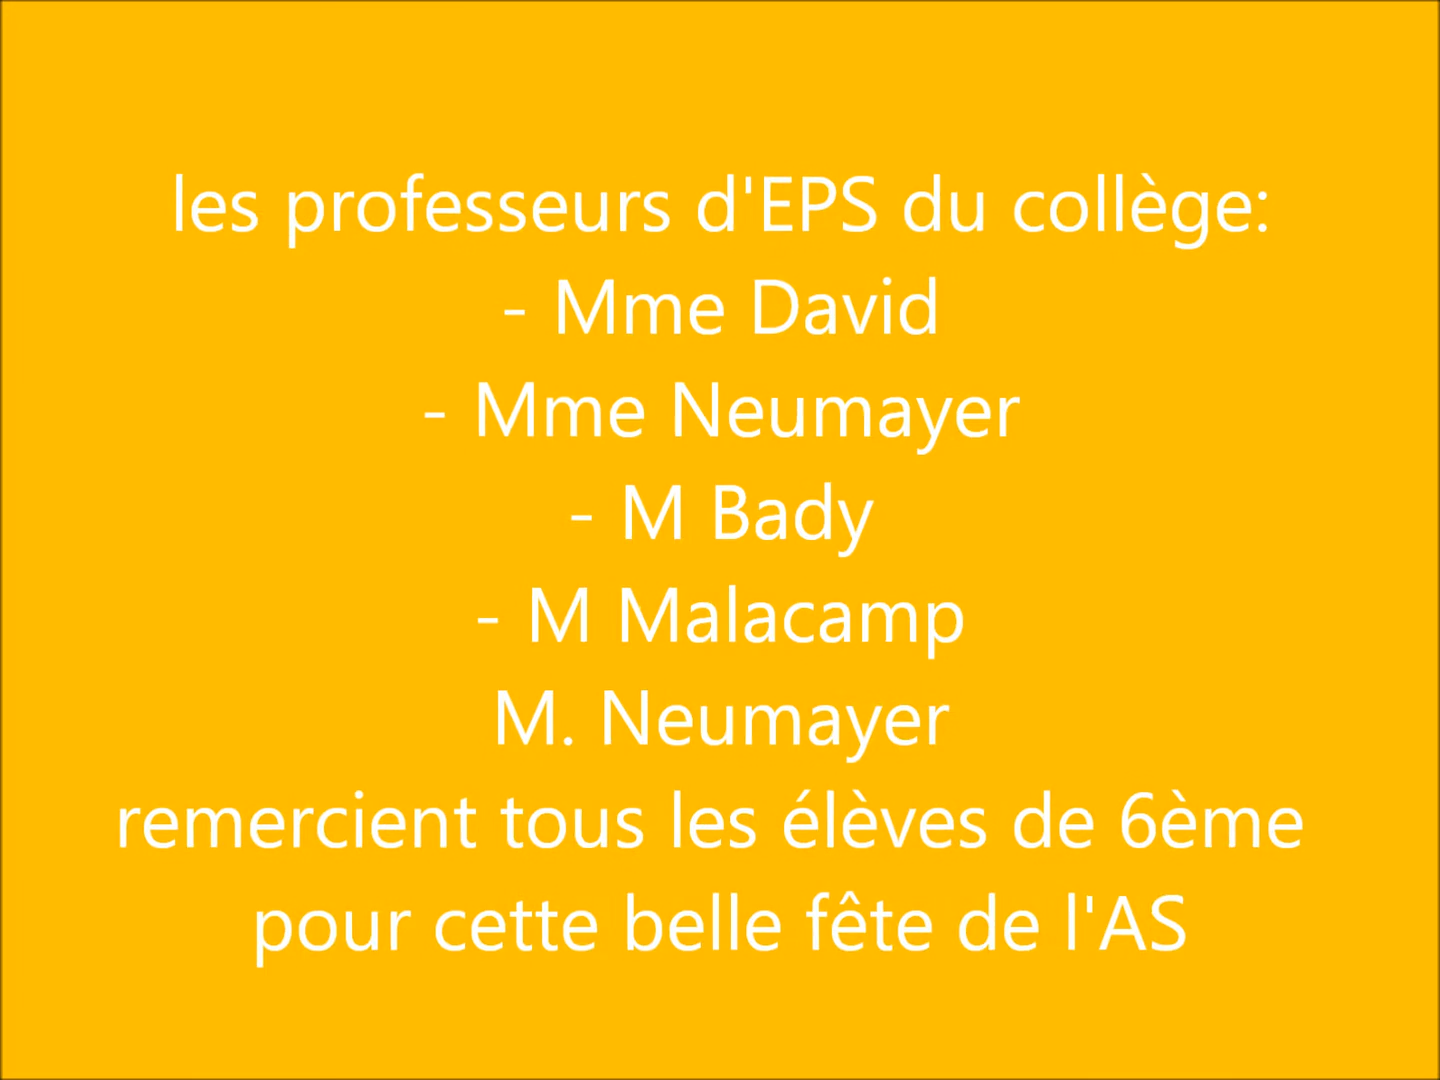 les professeurs d'EPS du collège:
- Mme David
- Mme Neumayer
- M Bady
- M Malacamp
M. Neumayer
remercient tous les élèves de 6ème
pour cette belle fête de l'AS